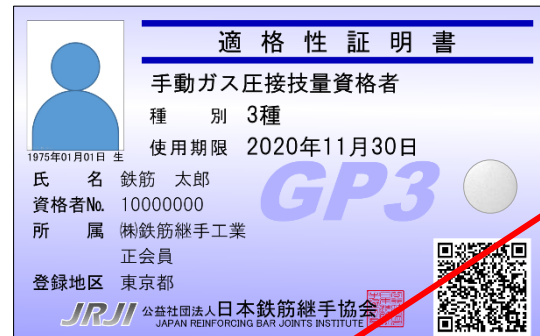 適格性証明書
手動ガス圧接技量資格者
種　別 3種
使用期限 2020年11月30日
1975年01月01日 生
GP3
氏　名 鉄筋　太郎
資格者No. 10000000
所　属 ㈱鉄筋継手工業
正会員
登録地区 東京都
JRJI 公益社団法人日本鉄筋継手協会
JAPAN REINFORCING BAR JOINTS INSTITUTE